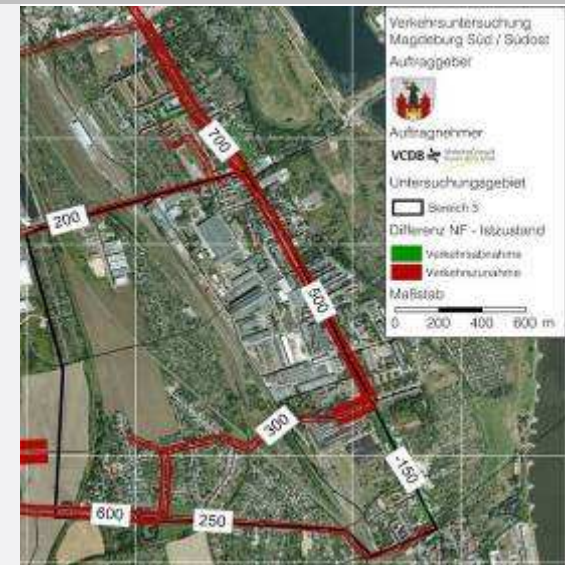 Verkehrsuntersuchung
Magdeburg Süd / Südost
Auftraggeber
Auftragnehmer
VCDB
Untersuchungsgebiet
Bereich 5
Differenz NF - Istzustand
Verkehrsabnahme
Verkehrszunahme
Maßstab
0 200 400 600 m
700
200
500
300
-150
600
250